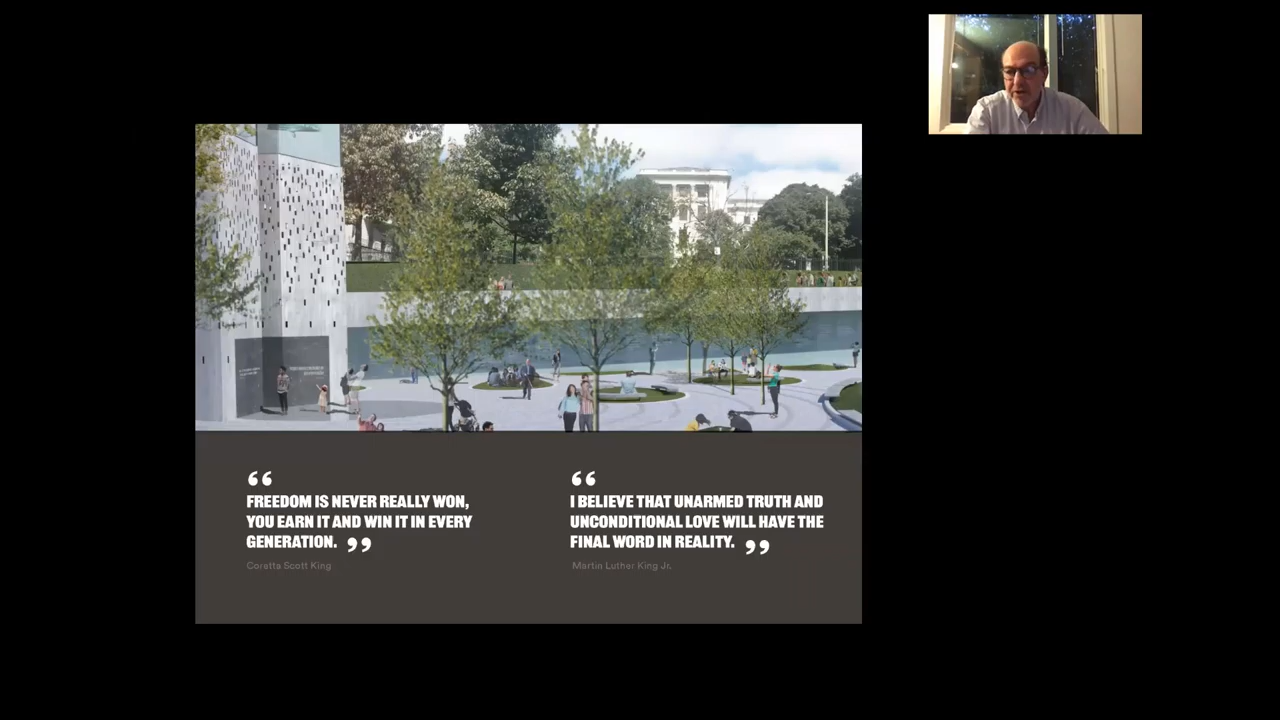 “
FREEDOM IS NEVER REALLY WON,
YOU EARN IT AND WIN IT IN EVERY
GENERATION. ”
Coretta Scott King
“
I BELIEVE THAT UNARMED TRUTH AND
UNCONDITIONAL LOVE WILL HAVE THE
FINAL WORD IN REALITY. ”
Martin Luther King Jr.